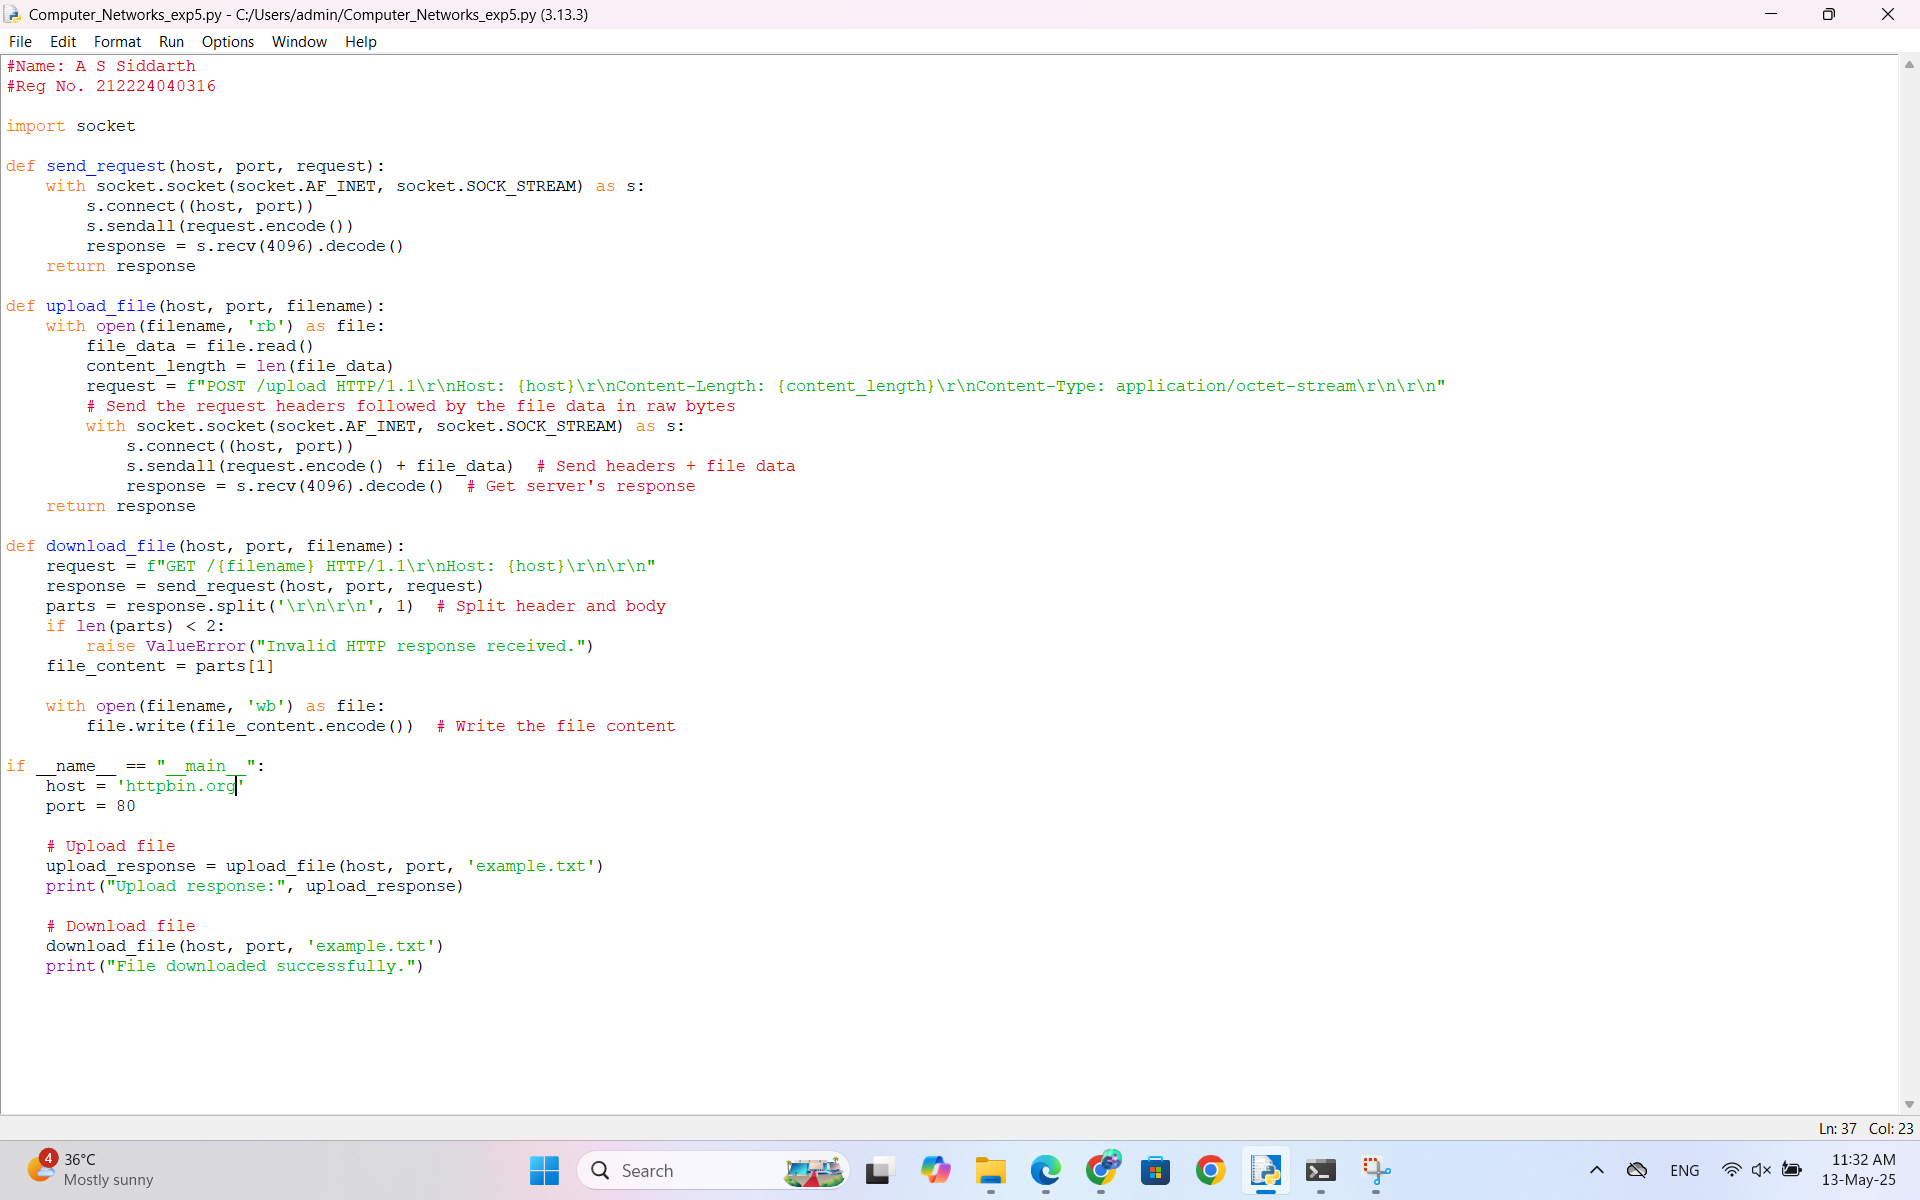 Computer_Networks_exp5.py - C:/Users/admin/Computer_Networks_exp5.py (3.13.3)
File Edit Format Run Options Window Help
#Name: A S Siddarth
#Reg No. 212224040316
import socket
def send_request(host, port, request):
    with socket.socket(socket.AF_INET, socket.SOCK_STREAM) as s:
        s.connect((host, port))
        s.sendall(request.encode())
        response = s.recv(4096).decode()
    return response
def upload_file(host, port, filename):
    with open(filename, 'rb') as file:
        file_data = file.read()
        content_length = len(file_data)
        request = f"POST /upload HTTP/1.1\r\nHost: {host}\r\nContent-Length: {content_length}\r\nContent-Type: application/octet-stream\r\n\r\n"
        # Send the request headers followed by the file data in raw bytes
        with socket.socket(socket.AF_INET, socket.SOCK_STREAM) as s:
            s.connect((host, port))
            s.sendall(request.encode() + file_data)  # Send headers + file data
            response = s.recv(4096).decode()  # Get server's response
    return response
def download_file(host, port, filename):
    request = f"GET /{filename} HTTP/1.1\r\nHost: {host}\r\n\r\n"
    response = send_request(host, port, request)
    parts = response.split('\r\n\r\n', 1)  # Split header and body
    if len(parts) < 2:
        raise ValueError("Invalid HTTP response received.")
    file_content = parts[1]
    with open(filename, 'wb') as file:
        file.write(file_content.encode())  # Write the file content
if __name__ == "__main__":
    host = 'httpbin.org'
    port = 80
    # Upload file
    upload_response = upload_file(host, port, 'example.txt')
    print("Upload response:", upload_response)
    # Download file
    download_file(host, port, 'example.txt')
    print("File downloaded successfully.")
Ln: 37 Col: 23
4
36°C
Mostly sunny
Search
ENG
11:32 AM
13-May-25